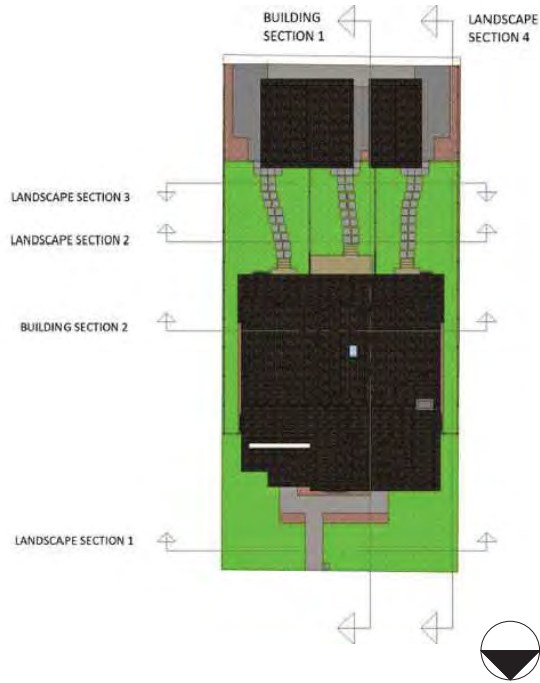 BUILDING
SECTION 1
LANDSCAPE
SECTION 4
LANDSCAPE SECTION 3
LANDSCAPE SECTION 2
BUILDING SECTION 2
LANDSCAPE SECTION 1